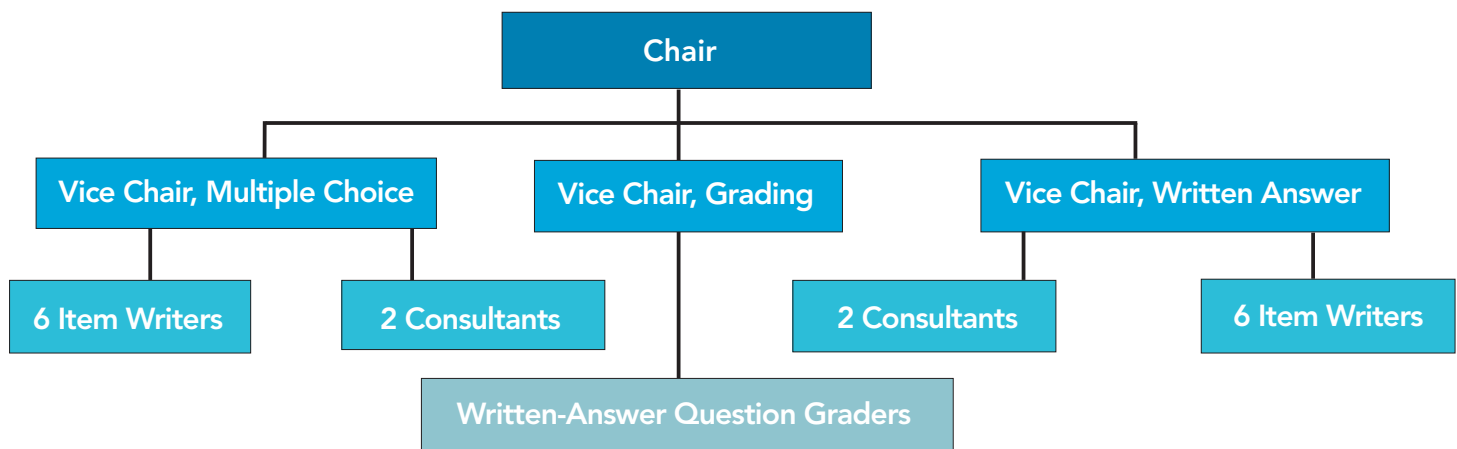 Chair
Vice Chair, Multiple Choice
Vice Chair, Grading
Vice Chair, Written Answer
6 Item Writers
2 Consultants
2 Consultants
6 Item Writers
Written-Answer Question Graders